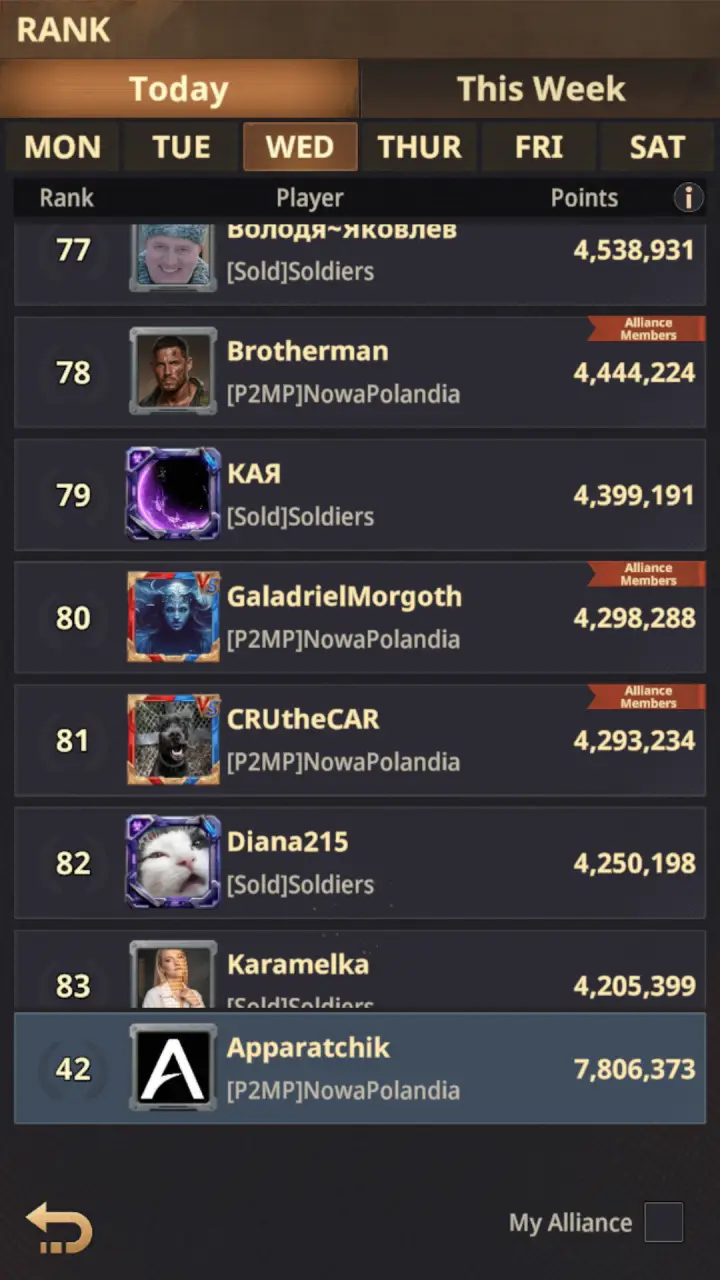 RANK
Today
This Week
MON TUE WED THUR FRI SAT
Rank Player Points i
77
Володя~Яковлев
[Sold]Soldiers
4,538,931
Alliance
Members
78
Brotherman
[P2MP]NowaPolandia
4,444,224
79
КАЯ
[Sold]Soldiers
4,399,191
Alliance
Members
80
GaladrielMorgoth
[P2MP]NowaPolandia
4,298,288
Alliance
Members
81
CRUtheCAR
[P2MP]NowaPolandia
4,293,234
82
Diana215
[Sold]Soldiers
4,250,198
83
Karamelka
[Sold]Soldiers
4,205,399
42
Apparatchik
[P2MP]NowaPolandia
7,806,373
My Alliance